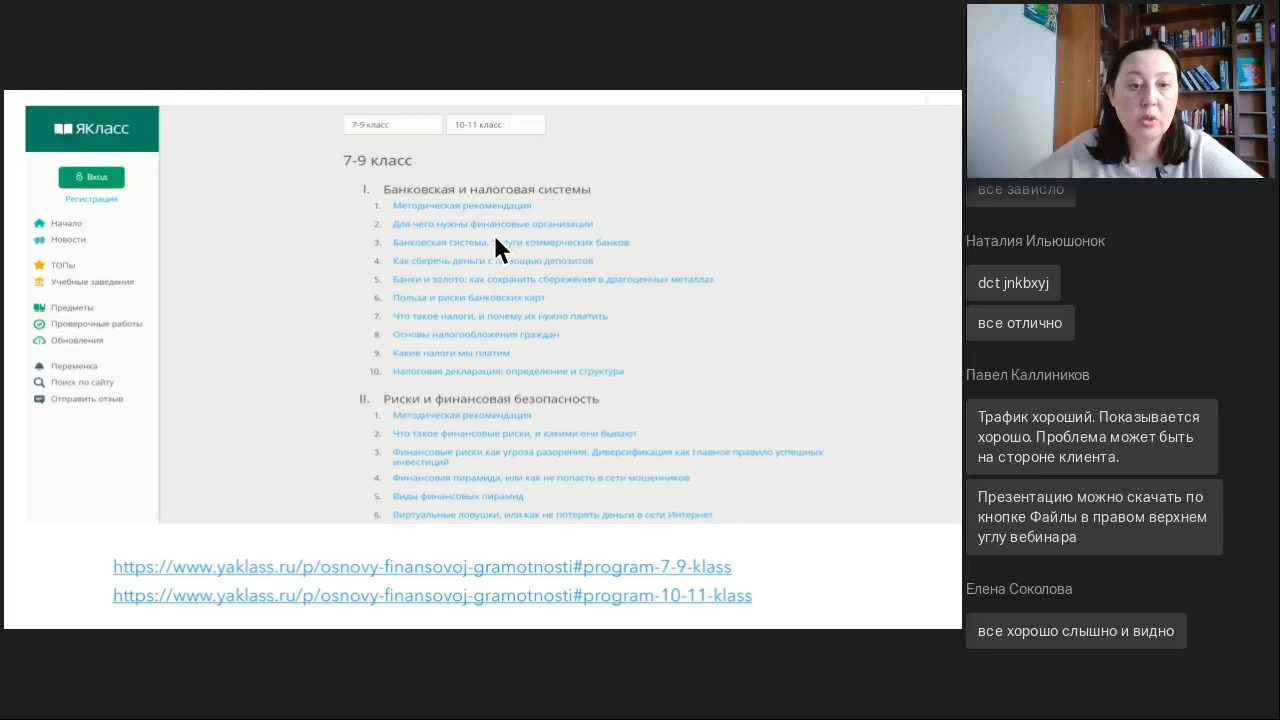 ЯКласс
Вход
Регистрация
Начало
Новости
ТОПы
Учебные заведения
Предметы
Проверочные работы
Обновления
Переменка
Поиск по сайту
Отправить отзыв
7-9 класс
10-11 класс
7-9 класс
I. Банковская и налоговая системы
1. Методическая рекомендация
2. Для чего нужны финансовые организации
3. Банковская система. коммерческих банков
4. Как сберечь деньги с депозитов
5. Банки и золото: как сохранить сбережения в драгоценных металлах
6. Польза и риски банковских карт
7. Что такое налоги, и почему их нужно платить
8. Основы налогообложения граждан
9. Какие налоги мы платим
10. Налоговая декларация: определение и структура
II. Риски и финансовая безопасность
1. Методическая рекомендация
2. Что такое финансовые риски, и какими они бывают
3. Финансовые риски как угроза разорения. Диверсификация как главное правило успешных
инвестиций
4. Финансовая пирамида, или как не попасть в сети мошенников
5. Виды финансовых пирамид
6. Виртуальные ловушки, или как не потерять деньги в сети Интернет
https://www.yaklass.ru/p/osnovy-finansovoj-gramotnosti#program-7-9-klass
https://www.yaklass.ru/p/osnovy-finansovoj-gramotnosti#program-10-11-klass
все зависло
Наталия Ильюшонок
dct jnkbxyj
все отлично
Павел Каллиников
Трафик хороший. Показывается
хорошо. Проблема может быть
на стороне клиента.
Презентацию можно скачать по
кнопке Файлы в правом верхнем
углу вебинара
Елена Соколова
все хорошо слышно и видно